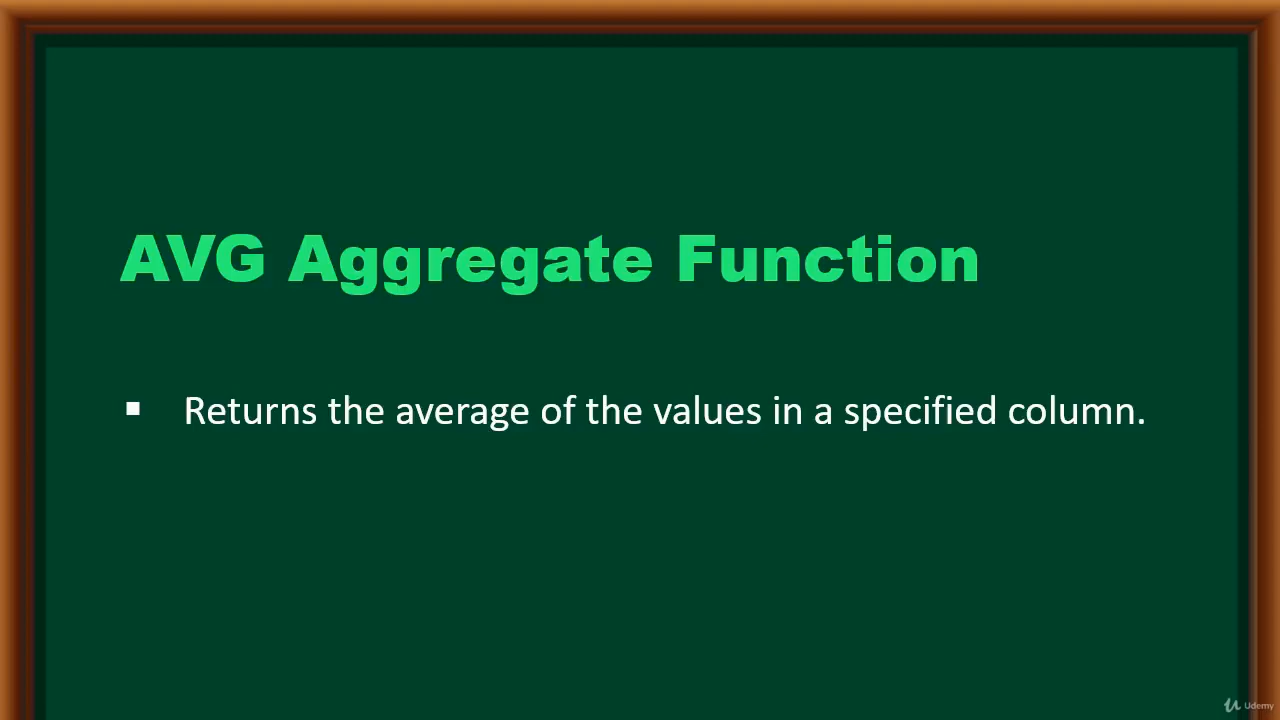 AVG Aggregate Function
▪ Returns the average of the values in a specified column.
Udemy